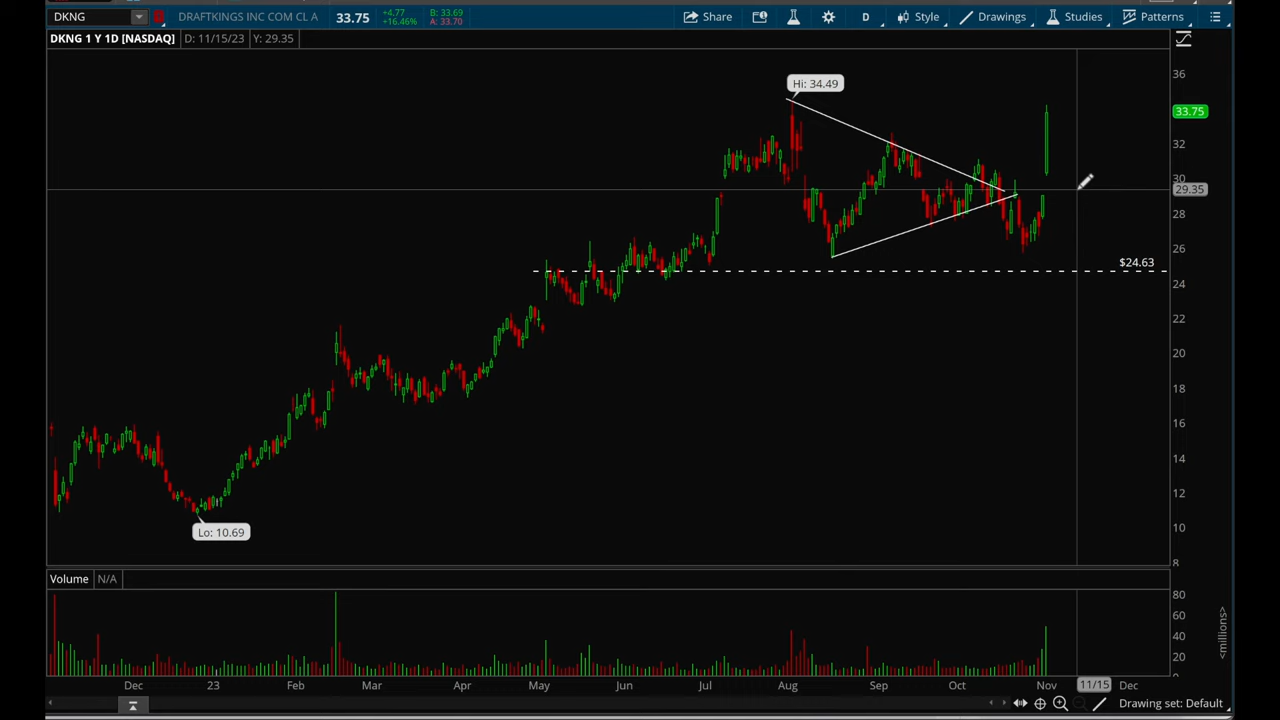 DKNG DRAFTKINGS INC COM CL A 33.75 +4.77 +16.46% B: 33.69 A: 33.70 Share D Style Drawings Studies Patterns
DKNG 1 Y 1D [NASDAQ] D: 11/15/23 Y: 29.35
Hi: 34.49
36
33.75
32
30
29.35
28
26
$24.63
24
22
20
18
16
14
12
Lo: 10.69
10
8
Volume N/A
80
60
40
20
<millions>
Dec 23 Feb Mar Apr May Jun Jul Aug Sep Oct Nov 11/15 Dec
Drawing set: Default